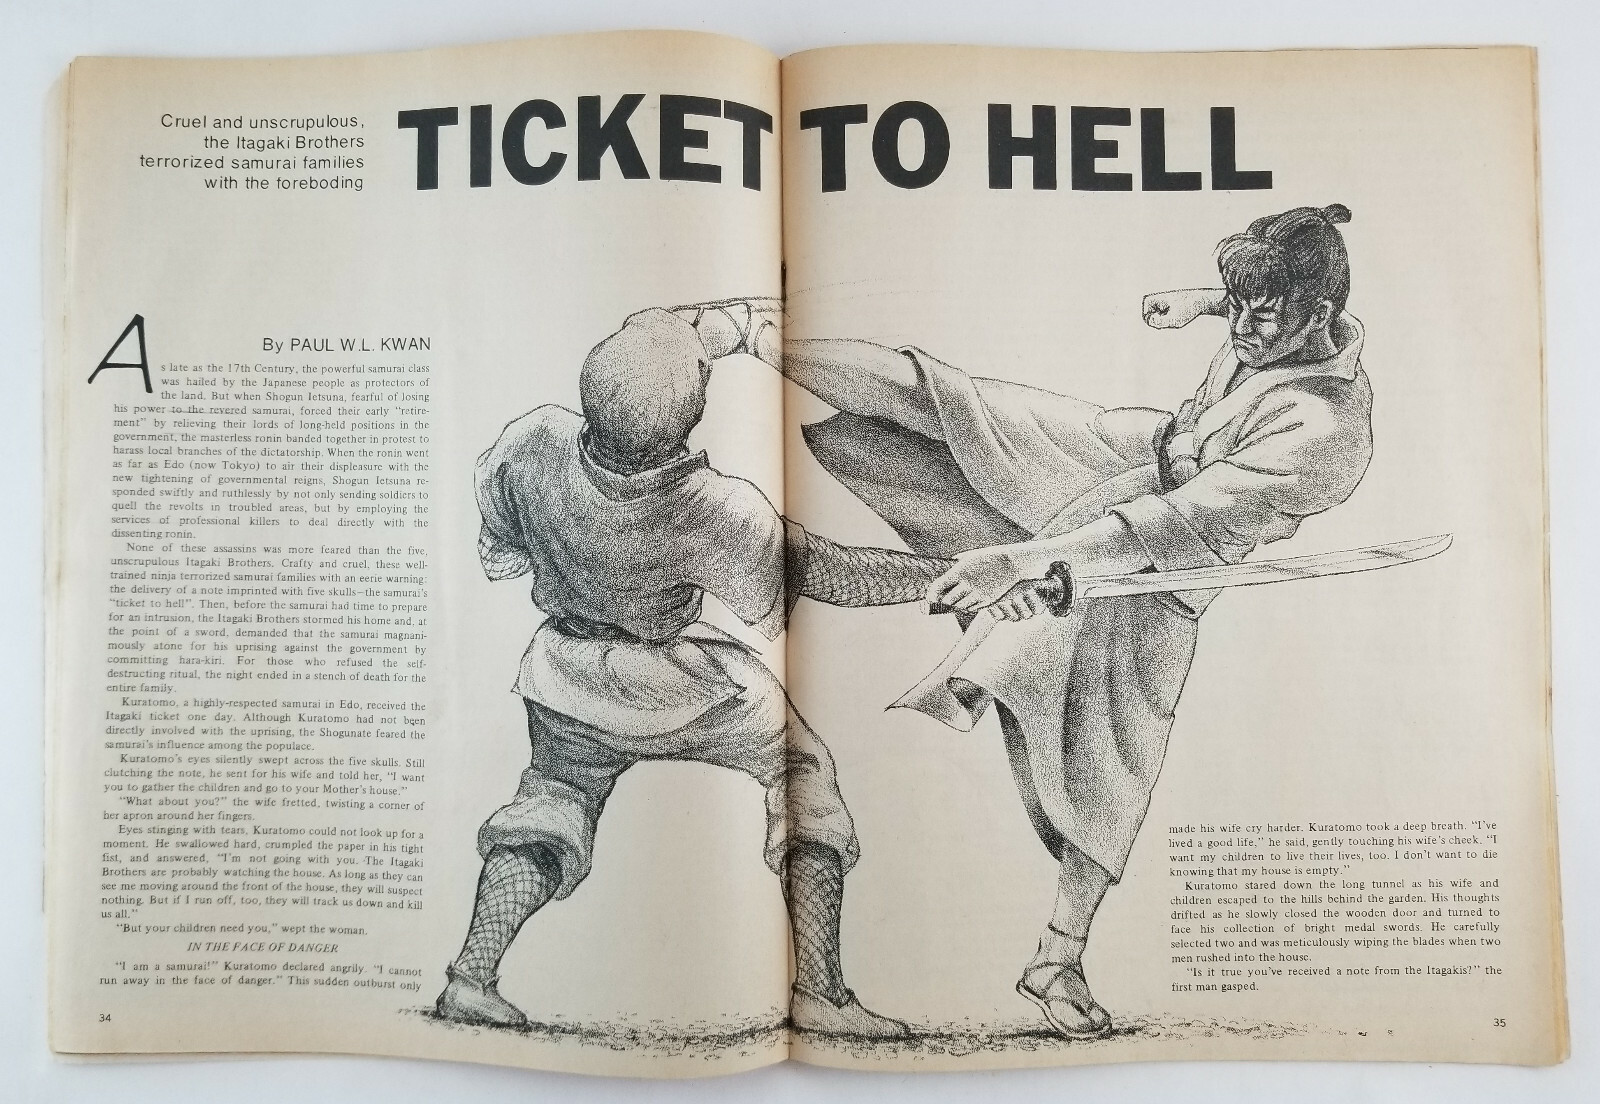 Cruel and unscrupulous,
the Itagaki Brothers
terrorized samurai families
with the foreboding
TICKET TO HELL
By PAUL W.L. KWAN
As late as the 17th Century, the powerful samurai class
was hailed by the Japanese people as protectors of
the land. But when Shogun Ietsuna, fearful of losing
his power to the revered samurai, forced their early "retire-
ment" by relieving their lords of long-held positions in the
government, the masterless ronin banded together in protest to
harass local branches of the dictatorship. When the ronin went
as far as Edo (now Tokyo) to air their displeasure with the
new tightening of governmental reigns, Shogun Ietsuna re-
sponded swiftly and ruthlessly by not only sending soldiers to
quell the revolts in troubled areas, but by employing the
services of professional killers to deal directly with the
dissenting ronin.
None of these assassins was more feared than the five,
unscrupulous Itagaki Brothers. Crafty and cruel, these well-
trained ninja terrorized samurai families with an eerie warning:
the delivery of a note imprinted with five skulls—the samurai's
"ticket to hell". Then, before the samurai had time to prepare
for an intrusion, the Itagaki Brothers stormed his home and, at
the point of a sword, demanded that the samurai magnani-
mously atone for his uprising against the government by
committing hara-kiri. For those who refused the self-
destructing ritual, the night ended in a stench of death for the
entire family.
Kuratomo, a highly-respected samurai in Edo, received the
Itagaki ticket one day. Although Kuratomo had not been
directly involved with the uprising, the Shogunate feared the
samurai's influence among the populace.
Kuratomo's eyes silently swept across the five skulls. Still
clutching the note, he sent for his wife and told her, "I want
you to gather the children and go to your Mother's house."
"What about you?" the wife fretted, twisting a corner of
her apron around her fingers.
Eyes stinging with tears, Kuratomo could not look up for a
moment. He swallowed hard, crumpled the paper in his tight
fist, and answered, "I'm not going with you. The Itagaki
Brothers are probably watching the house. As long as they can
see me moving around the front of the house, they will suspect
nothing. But if I run off, too, they will track us down and kill
us all."
"But your children need you," wept the woman.
IN THE FACE OF DANGER
"I am a samurai!" Kuratomo declared angrily. "I cannot
run away in the face of danger." This sudden outburst only
34
made his wife cry harder. Kuratomo took a deep breath. "I've
lived a good life," he said, gently touching his wife's cheek. "I
want my children to live their lives, too. I don't want to die
knowing that my house is empty."
Kuratomo stared down the long tunnel as his wife and
children escaped to the hills behind the garden. His thoughts
drifted as he slowly closed the wooden door and turned to
face his collection of bright medal swords. He carefully
selected two and was meticulously wiping the blades when two
men rushed into the house.
"Is it true you've received a note from the Itagakis?" the
first man gasped.
35